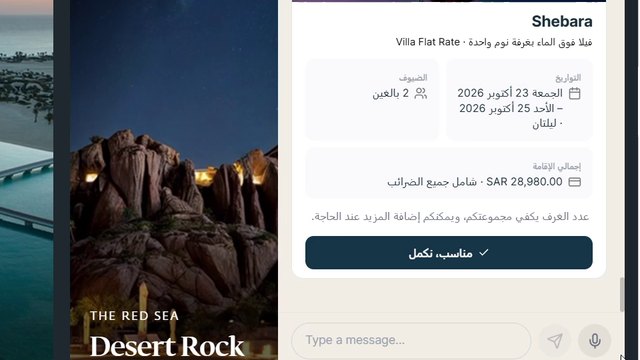 THE RED SEA
Desert Rock
Shebara
فيلا فوق الماء بغرفة نوم واحدة · Villa Flat Rate
التواريخ
الجمعة 23 أكتوبر 2026
– الأحد 25 أكتوبر 2026
· ليلتان
الضيوف
2 بالغين
إجمالي الإقامة
SAR 28,980.00 · شامل جميع الضرائب
عدد الغرف يكفي مجموعتكم، ويمكنكم إضافة المزيد عند الحاجة.
مناسب، نكمل
Type a message...